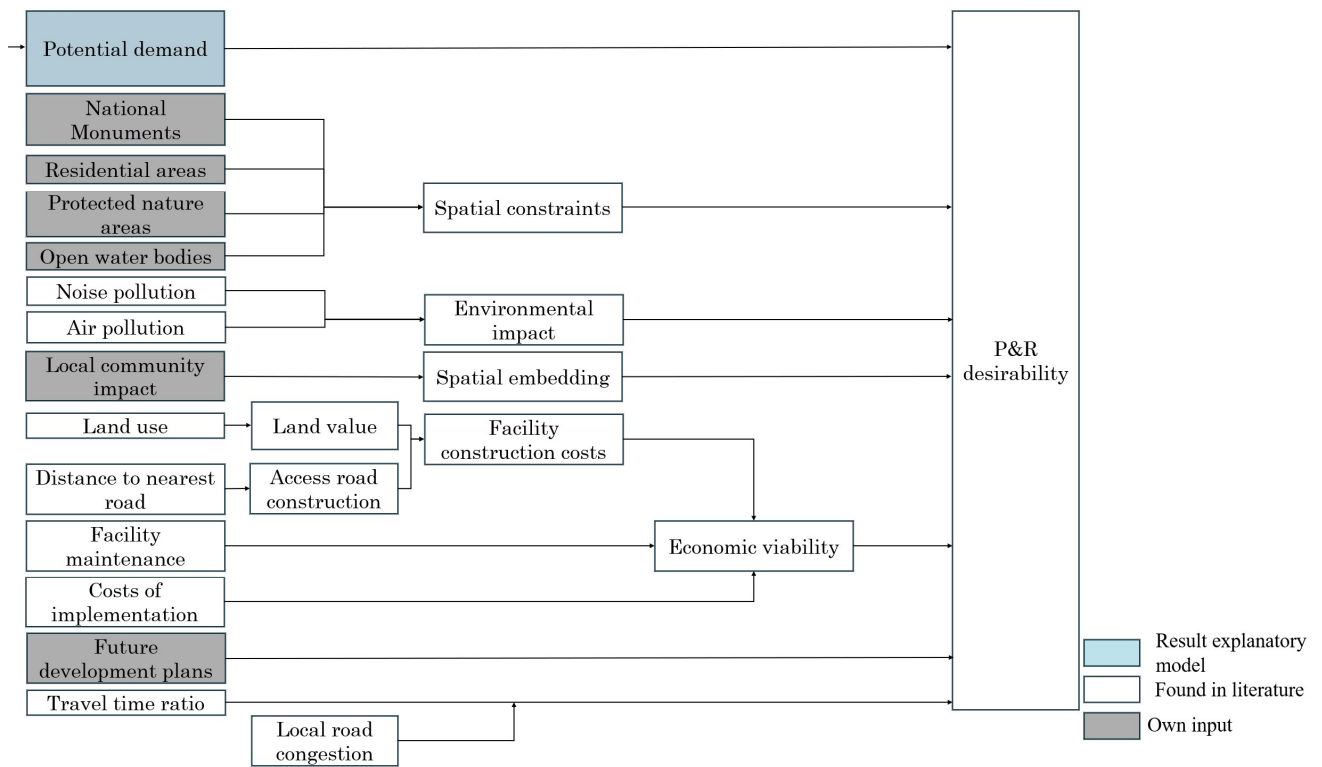 Potential demand
National
Monuments
Residential areas
Protected nature
areas
Open water bodies
Spatial constraints
Noise pollution
Air pollution
Environmental
impact
Local community
impact
Spatial embedding
P&R
desirability
Land use
Land value
Facility
construction costs
Distance to nearest
road
Access road
construction
Facility
maintenance
Economic viability
Costs of
implementation
Future
development plans
Travel time ratio
Local road
congestion
Result explanatory
model
Found in literature
Own input